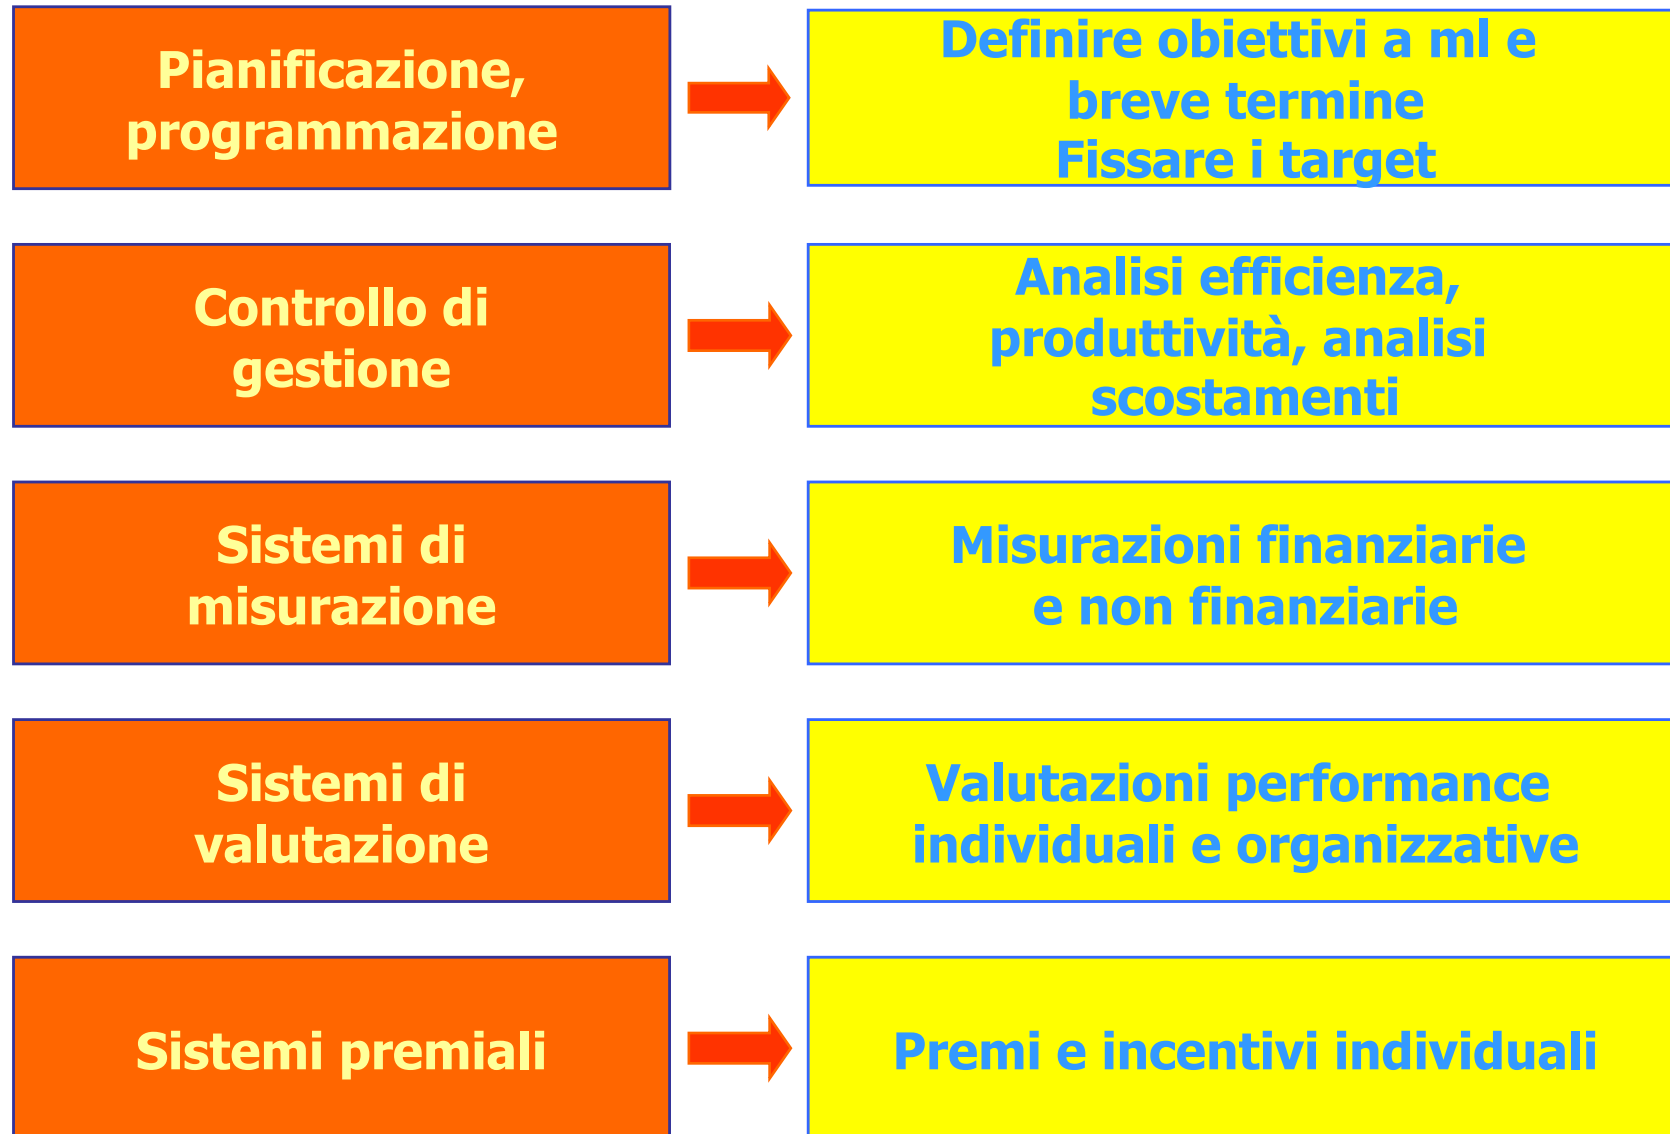 Pianificazione,
programmazione
Definire obiettivi a ml e
breve termine
Fissare i target
Controllo di
gestione
Analisi efficienza,
produttività, analisi
scostamenti
Sistemi di
misurazione
Misurazioni finanziarie
e non finanziarie
Sistemi di
valutazione
Valutazioni performance
individuali e organizzative
Sistemi premiali
Premi e incentivi individuali